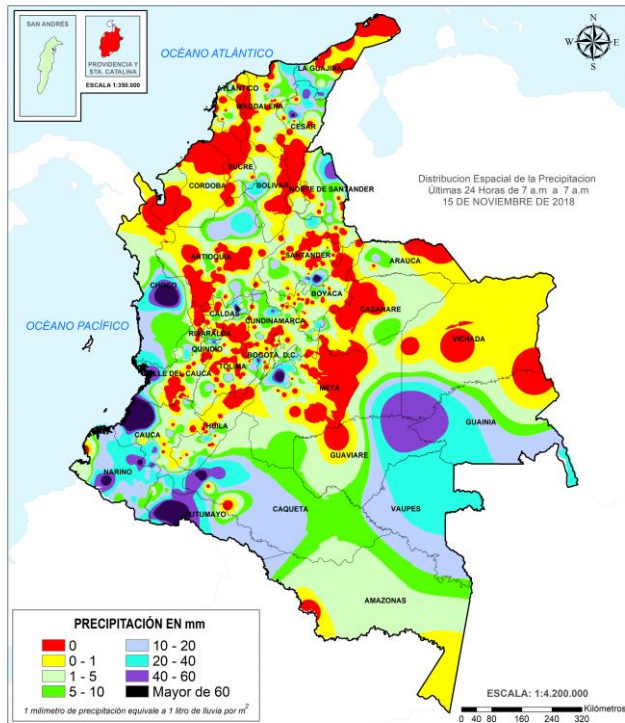 SAN ANDRÉS
PROVIDENCIA Y
STA. CATALINA
ESCALA 1:350.000
OCÉANO ATLÁNTICO
N
W E
S
LA GUAJIRA
ATLANTICO
MAGDALENA
CESAR
SUCRE
CORDOBA
BOLIVAR
NORTE DE SANTANDER
Distribucion Espacial de la Precipitacion
Últimas 24 Horas de 7 a.m a 7 a.m
15 DE NOVIEMBRE DE 2018
ANTIOQUIA
SANTANDER
ARAUCA
CHOCO
BOYACA
CALDAS
CASANARE
CUNDINAMARCA
OCÉANO PACÍFICO
RISARALDA
VICHADA
QUINDIO
BOGOTA, D.C.
TOLIMA
VALLE DEL CAUCA
META
GUAINIA
CAUCA
HUILA
GUAVIARE
NARIÑO
CAQUETA
VAUPES
PUTUMAYO
AMAZONAS
PRECIPITACIÓN EN mm
0 10 - 20
0 - 1 20 - 40
1 - 5 40 - 60
5 - 10 Mayor de 60
1 milímetro de precipitación equivale a 1 litro de lluvia por m²
ESCALA: 1:4.200.000
Kilómetros
40 80 160 240 320